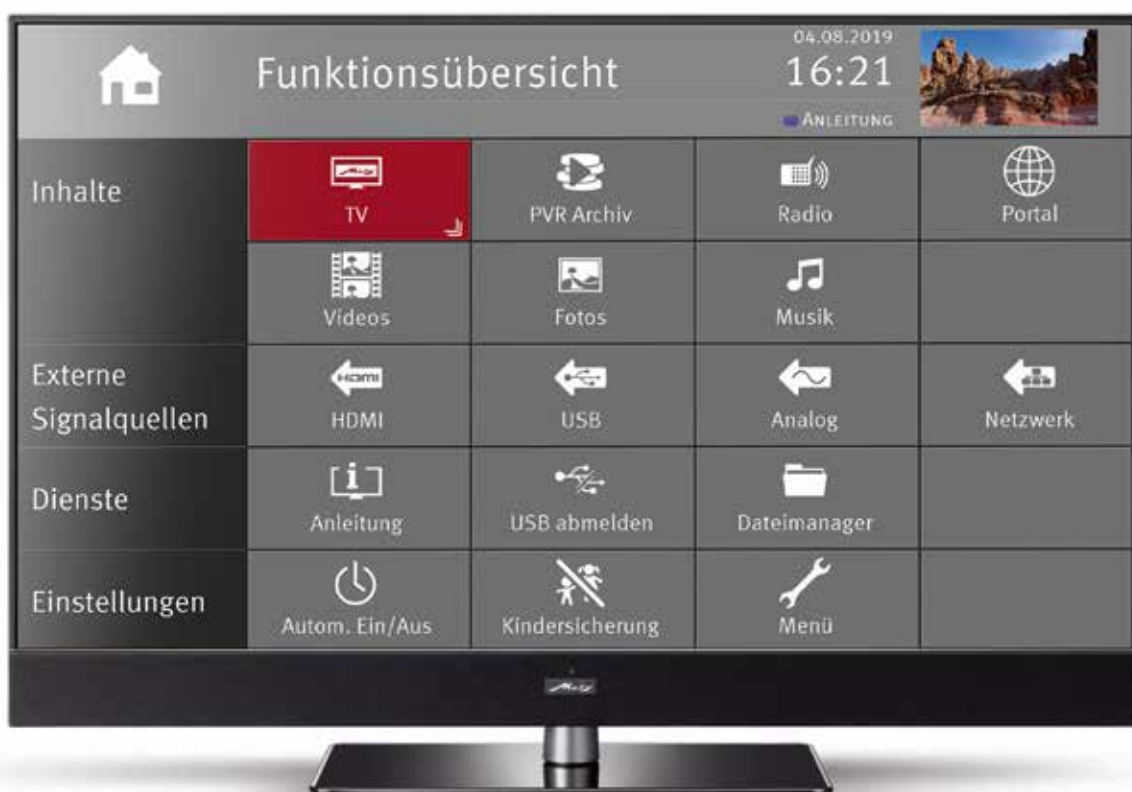 Funktionsübersicht
04.08.2019
16:21
ANLEITUNG
Inhalte
TV
PVR Archiv
Radio
Portal
Videos
Fotos
Musik
Externe
Signalquellen
HDMI
HDMI
USB
Analog
Netzwerk
Dienste
Anleitung
USB abmelden
Dateimanager
Einstellungen
Autom. Ein/Aus
Kindersicherung
Menü
Metz